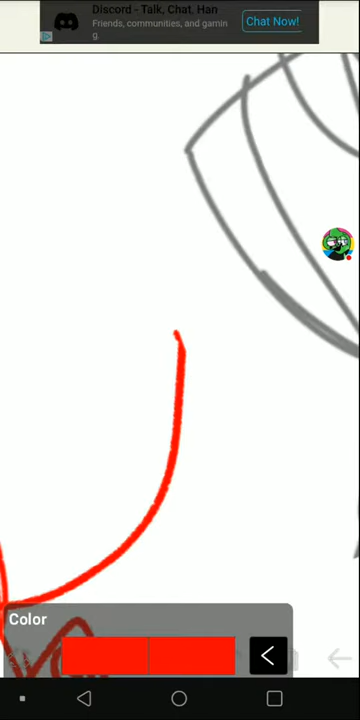 Discord - Talk, Chat, Han
Friends, communities, and gamin
g.
Chat Now!
Color